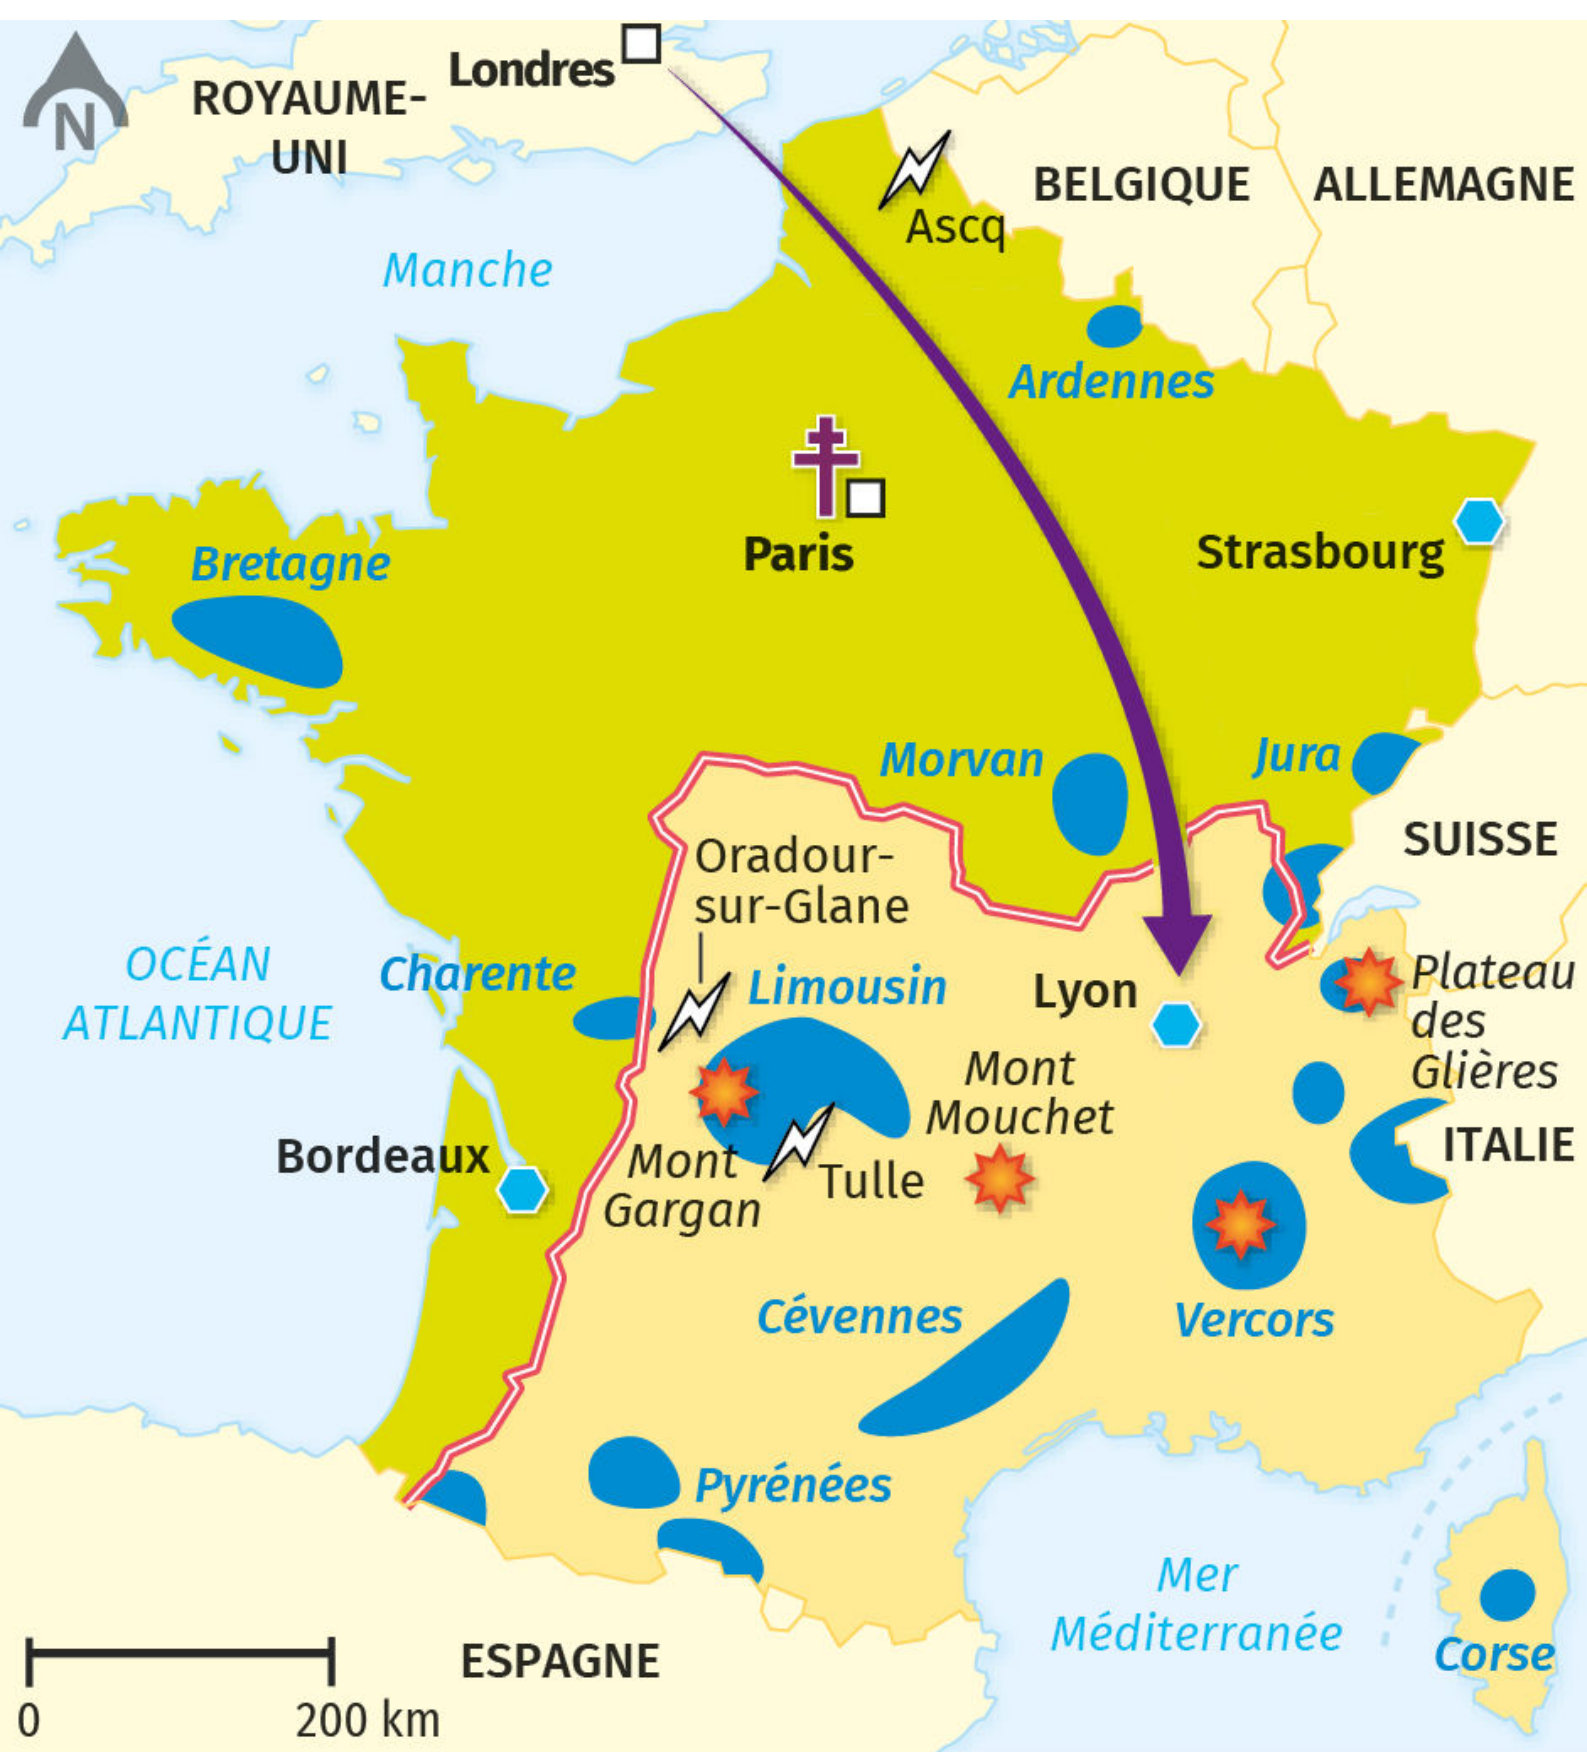 Londres
ROYAUME-
UNI
N
BELGIQUE
ALLEMAGNE
Ascq
Manche
Ardennes
Paris
Strasbourg
Bretagne
Morvan
Jura
SUISSE
Oradour-
sur-Glane
OCÉAN
ATLANTIQUE
Charente
Limousin
Lyon
Plateau
des
Glières
Mont
Mouchet
Bordeaux
ITALIE
Mont
Gargan
Tulle
Cévennes
Vercors
Pyrénées
Mer
Méditerranée
Corse
ESPAGNE
0
200 km